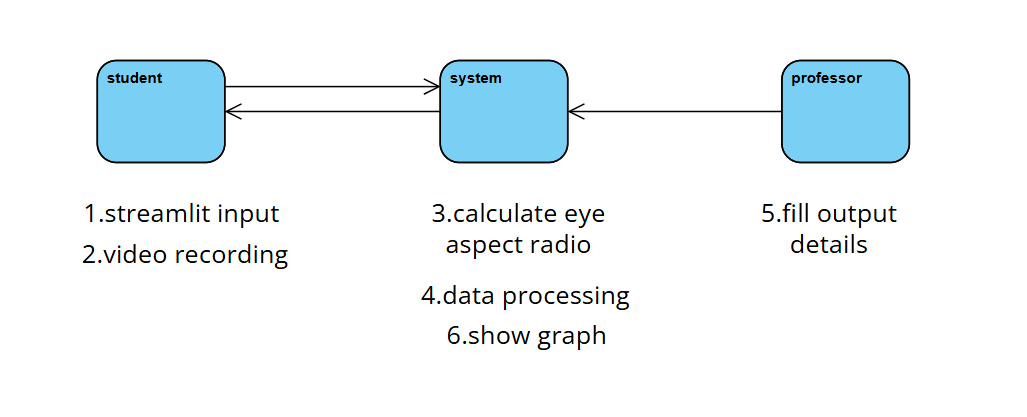 student
system
professor
1.streamlit input
2.video recording
3.calculate eye
aspect radio
4.data processing
6.show graph
5.fill output
details